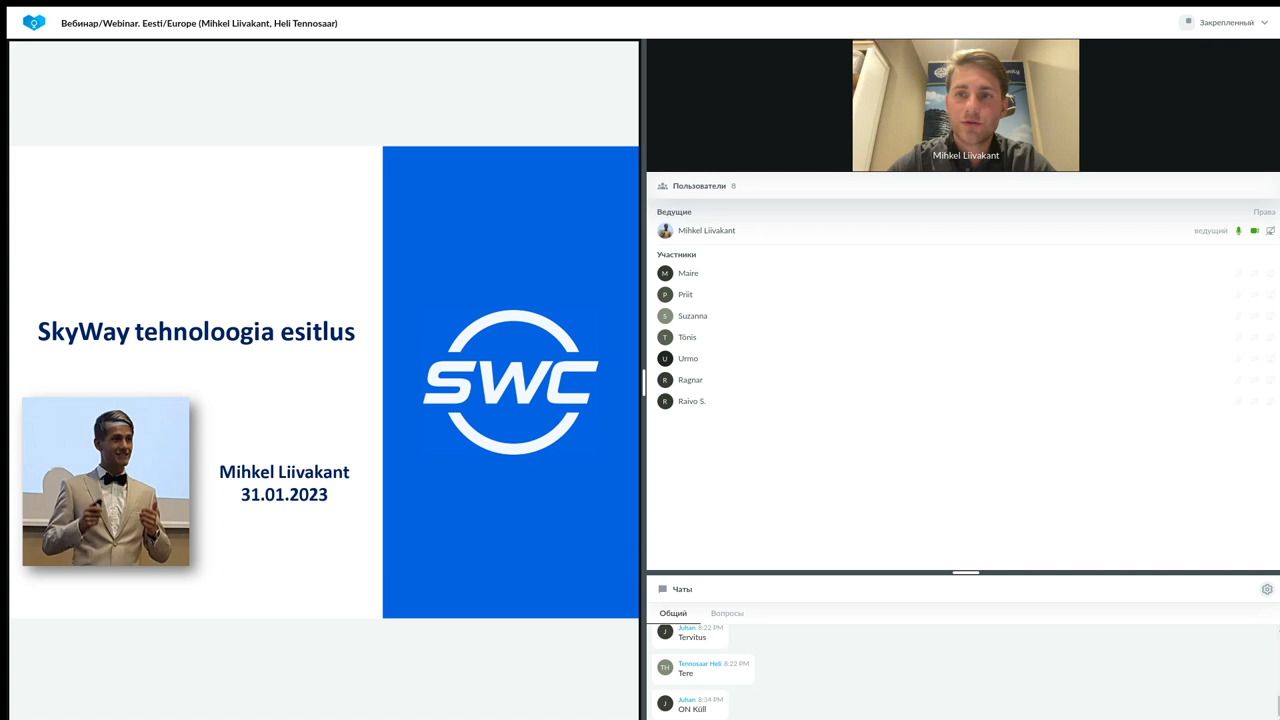 Вебинар/Webinar. Eesti/Europe (Mihkel Liivakant, Heli Tennosaar)
Закрепленный
SkyWay tehnoloogia esitlus
Mihkel Liivakant
31.01.2023
SWC
Mihkel Liivakant
Пользователи 8
Ведущие
Права
Mihkel Liivakant
ведущий
Участники
M Maire
P Priit
S Suzanna
T Tõnis
U Urmo
R Ragnar
R Raivo S.
Чаты
Общий Вопросы
Juhan 8:22 PM
J
Tervitus
Tennosaar Heli 8:22 PM
TH
Tere
Juhan 8:34 PM
J
ON Küll